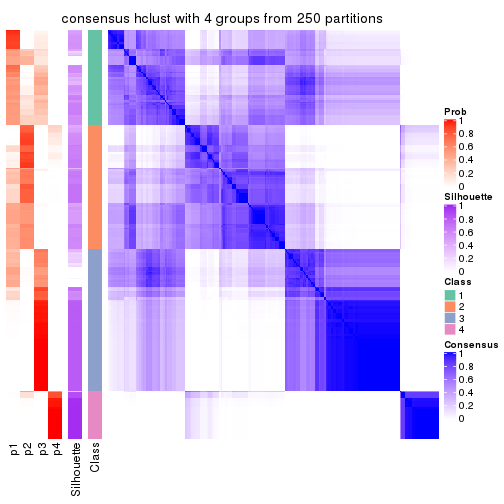 consensus hclust with 4 groups from 250 partitions
Prob
1
0.8
0.6
0.4
0.2
0
Silhouette
1
0.8
0.6
0.4
0.2
0
Class
1
2
3
4
Consensus
1
0.8
0.6
0.4
0.2
0
p1
p2
p3
p4
Silhouette
Class